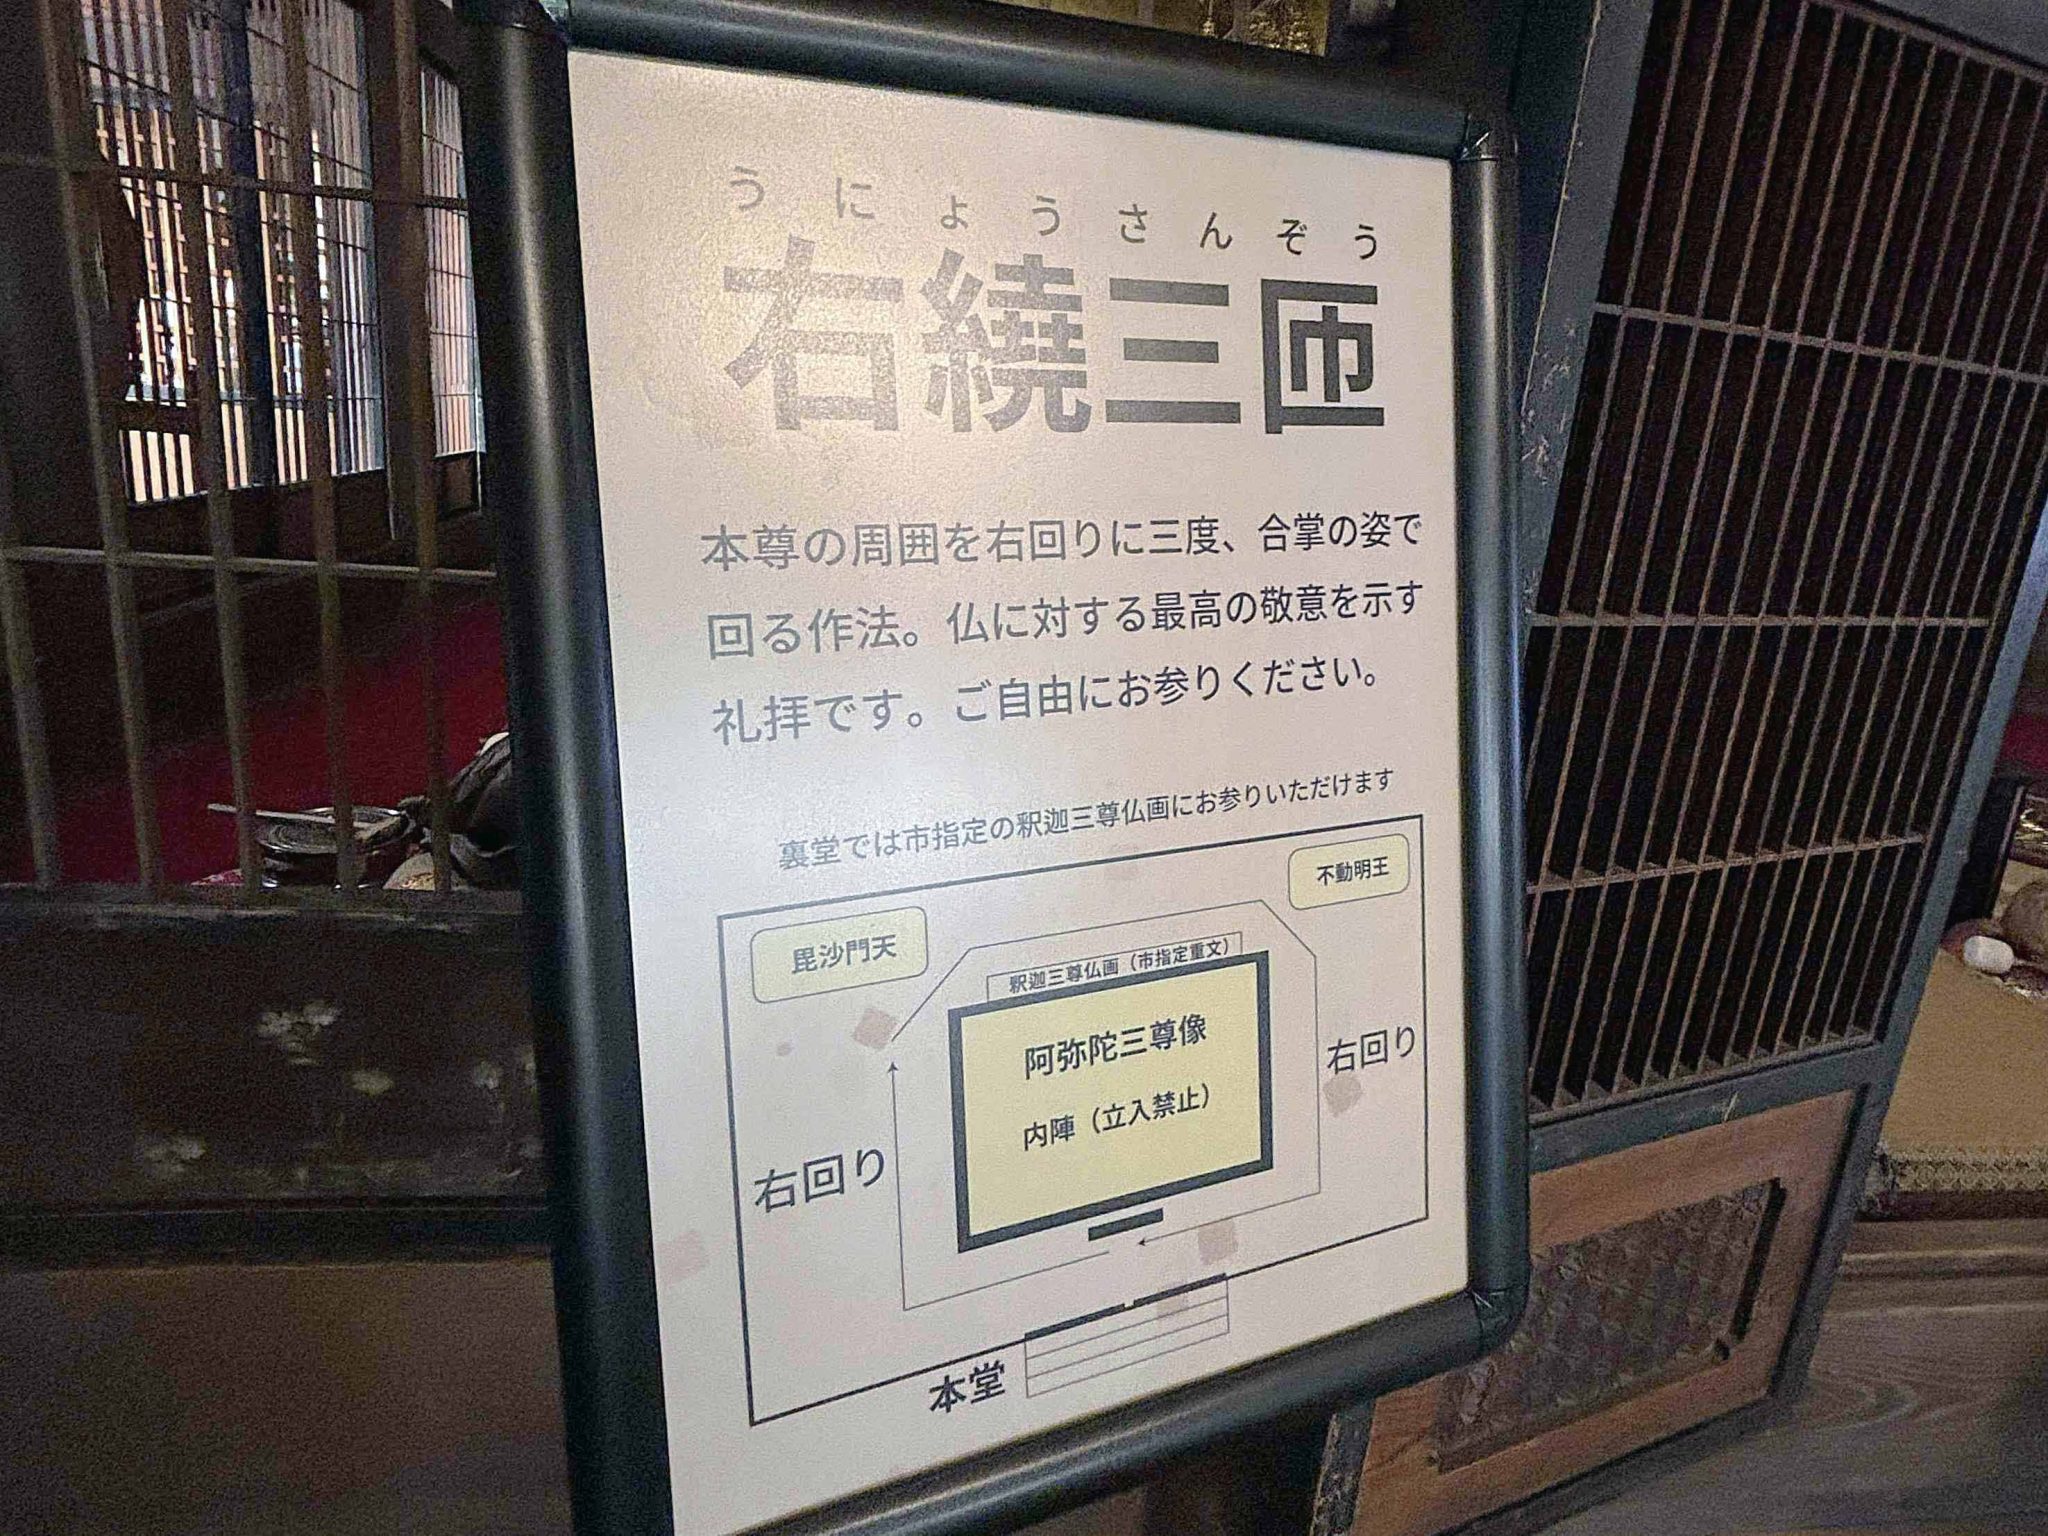 うにょうさんぞう
右繞三匝
本尊の周囲を右回りに三度、合掌の姿で
回る作法。仏に対する最高の敬意を示す
礼拝です。ご自由にお参りください。
裏堂では市指定の釈迦三尊仏画にお参りいただけます
不動明王
毘沙門天
釈迦三尊仏画（市指定重文）
阿弥陀三尊像
内陣（立入禁止）
右回り
右回り
本堂